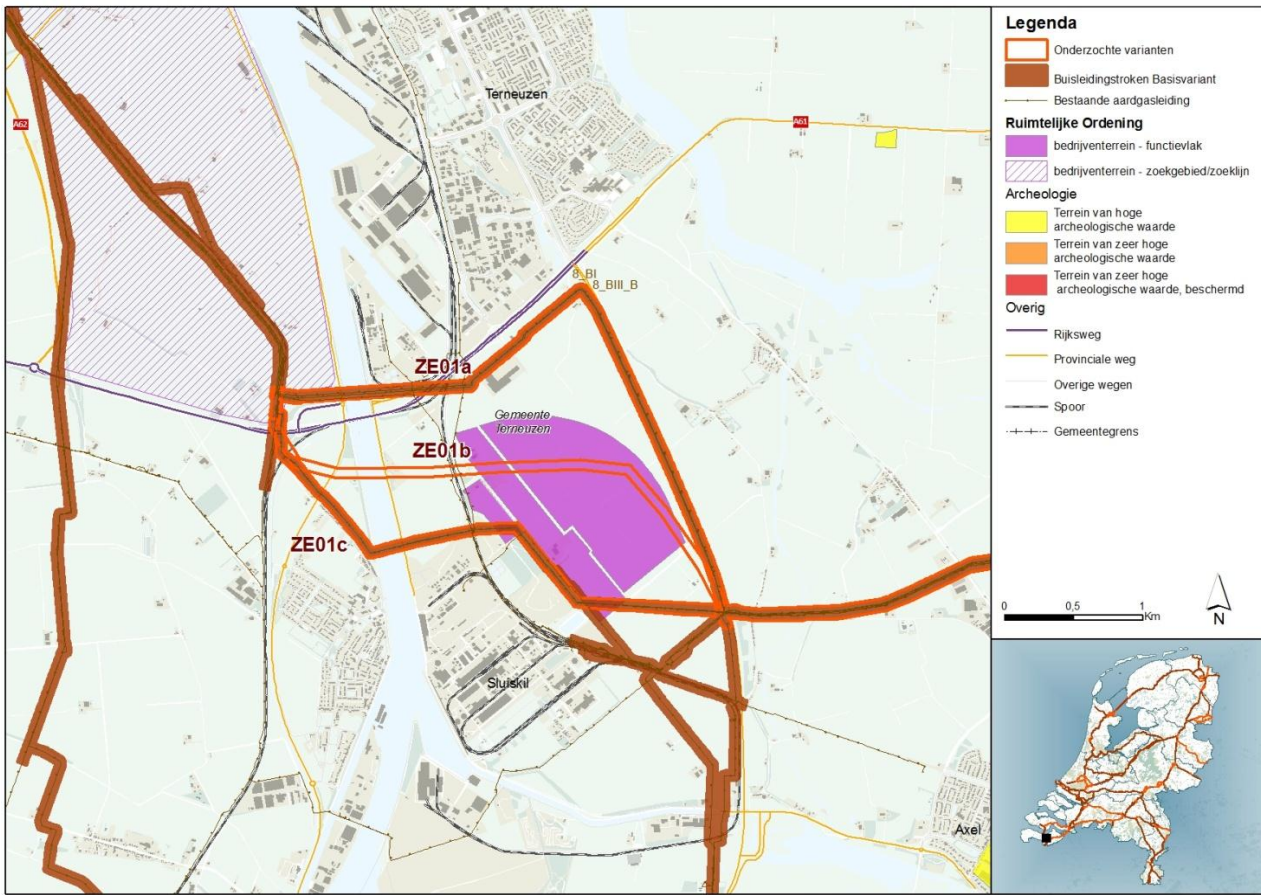 Terneuzen
A62
A61
8_BI
8_BIII_B
ZE01a
Gemeente
Terneuzen
ZE01b
ZE01c
Sluiskil
Axel
Legenda
Onderzochte varianten
Buisleidingstroken Basisvariant
Bestaande aardgasleiding
Ruimtelijke Ordening
bedrijventerrein - functievlak
bedrijventerrein - zoekgebied/zoeklijn
Archeologie
Terrein van hoge
archeologische waarde
Terrein van zeer hoge
archeologische waarde
Terrein van zeer hoge
archeologische waarde, beschermd
Overig
Rijksweg
Provinciale weg
Overige wegen
Spoor
Gemeentegrens
0 0,5 1
Km
N